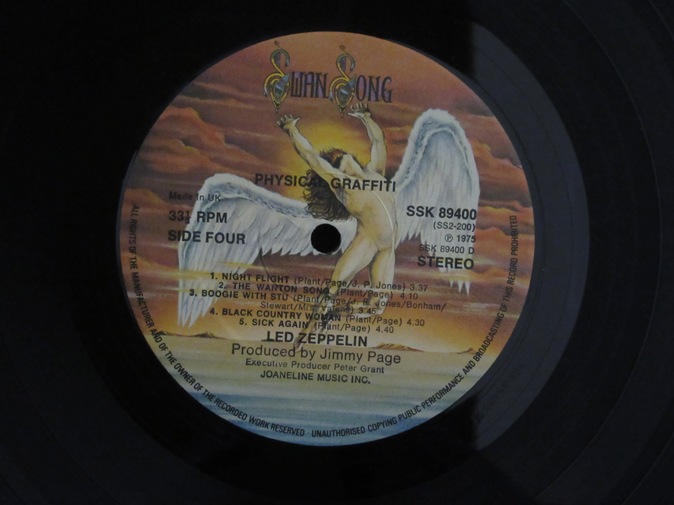 SWAN SONG
PHYSICAL GRAFFITI
Made in UK
33⅓ RPM
SIDE FOUR
SSK 89400
(SS2-200)
℗ 1975
SSK 89400 D
STEREO
1. NIGHT FLIGHT (Plant/Page/J. P. Jones) 3.37
2. THE WANTON SONG (Plant/Page) 4.10
3. BOOGIE WITH STU (Plant/Page/J. P. Jones/Bonham/
Stewart/Mrs. Valens) 3.45
4. BLACK COUNTRY WOMAN (Plant/Page) 4.30
5. SICK AGAIN (Plant/Page) 4.40
LED ZEPPELIN
Produced by Jimmy Page
Executive Producer Peter Grant
JOANELINE MUSIC INC.
ALL RIGHTS OF THE MANUFACTURER AND OF THE OWNER OF THE RECORDED WORK RESERVED · UNAUTHORISED COPYING PUBLIC PERFORMANCE AND BROADCASTING OF THIS RECORD PROHIBITED